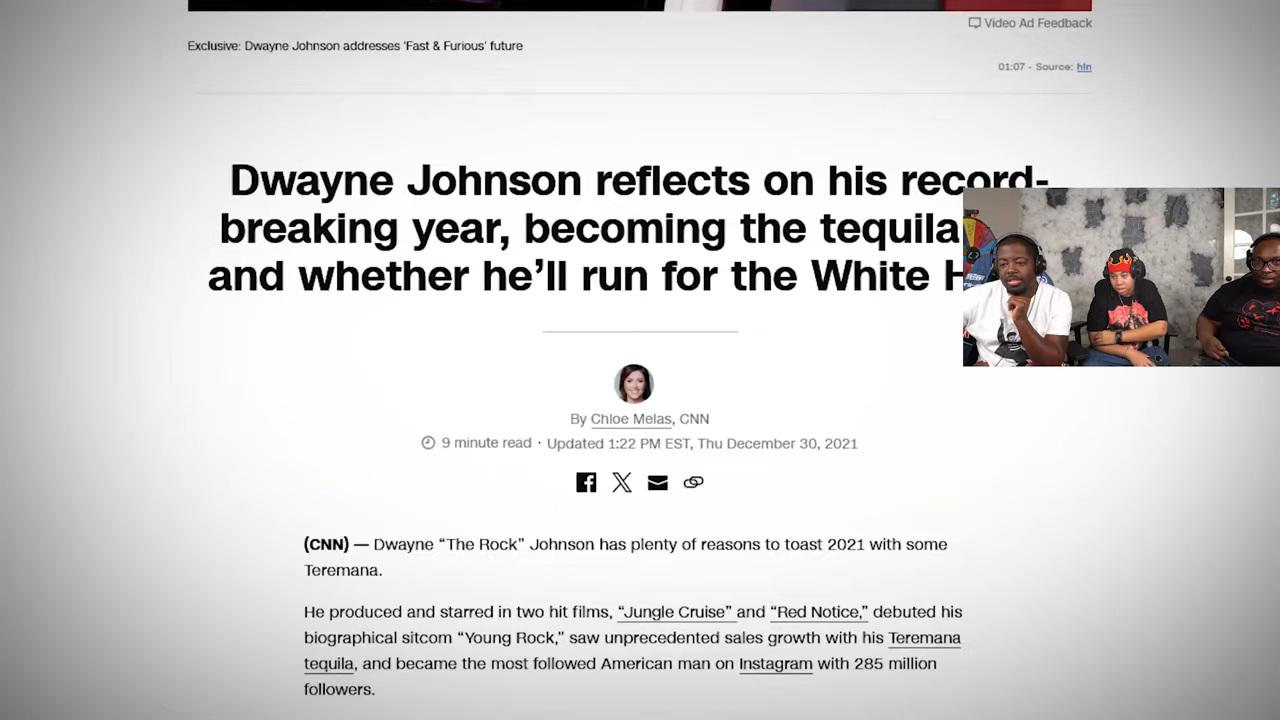 Video Ad Feedback
Exclusive: Dwayne Johnson addresses 'Fast & Furious' future
01:07 - Source: hln
Dwayne Johnson reflects on his record-
breaking year, becoming the tequila
and whether he'll run for the White H
By Chloe Melas, CNN
9 minute read · Updated 1:22 PM EST, Thu December 30, 2021
(CNN) — Dwayne “The Rock” Johnson has plenty of reasons to toast 2021 with some
Teremana.
He produced and starred in two hit films, “Jungle Cruise” and “Red Notice,” debuted his
biographical sitcom “Young Rock,” saw unprecedented sales growth with his Teremana
tequila, and became the most followed American man on Instagram with 285 million
followers.